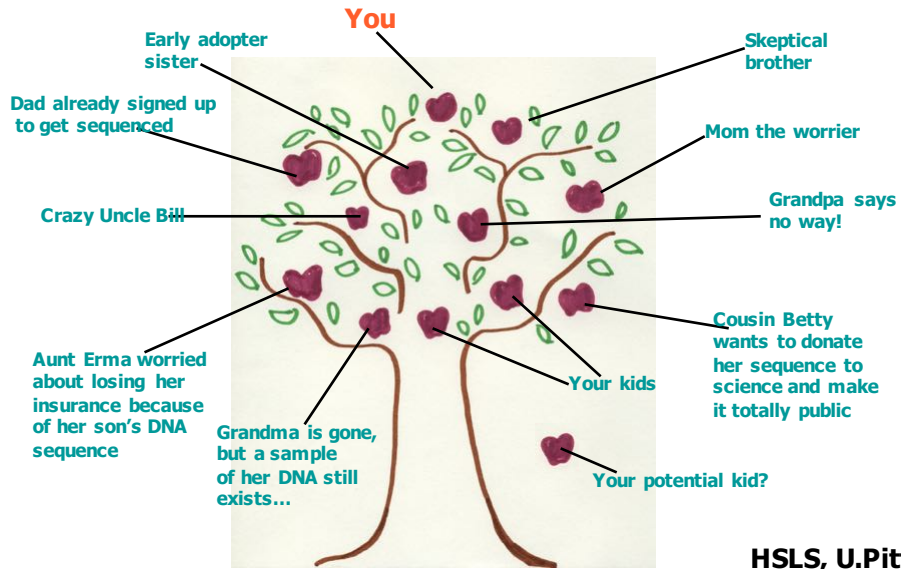 You
Early adopter
sister
Skeptical
brother
Dad already signed up
to get sequenced
Mom the worrier
Crazy Uncle Bill
Grandpa says
no way!
Aunt Erma worried
about losing her
insurance because
of her son's DNA
sequence
Grandma is gone,
but a sample
of her DNA still
exists...
Your kids
Cousin Betty
wants to donate
her sequence to
science and make
it totally public
Your potential kid?
HSLS, U.Pit